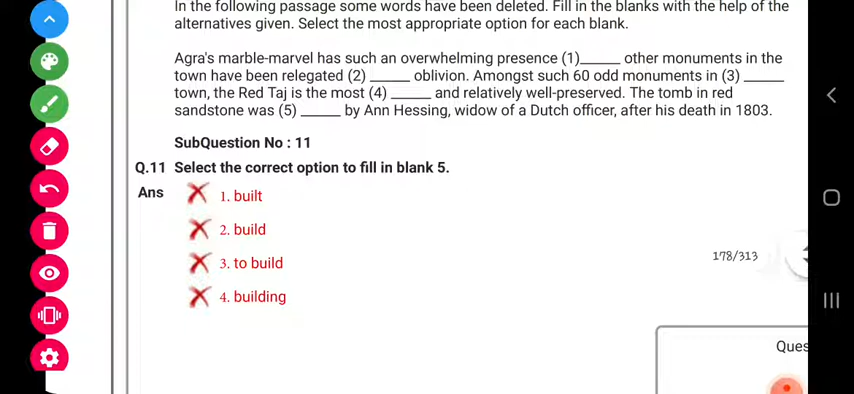 In the following passage some words have been deleted. Fill in the blanks with the help of the
alternatives given. Select the most appropriate option for each blank.
Agra's marble-marvel has such an overwhelming presence (1)_____ other monuments in the
town have been relegated (2) _____ oblivion. Amongst such 60 odd monuments in (3) _____
town, the Red Taj is the most (4) _____ and relatively well-preserved. The tomb in red
sandstone was (5) _____ by Ann Hessing, widow of a Dutch officer, after his death in 1803.
SubQuestion No : 11
Q.11 Select the correct option to fill in blank 5.
Ans 1. built
2. build
3. to build
4. building
178/313
Ques